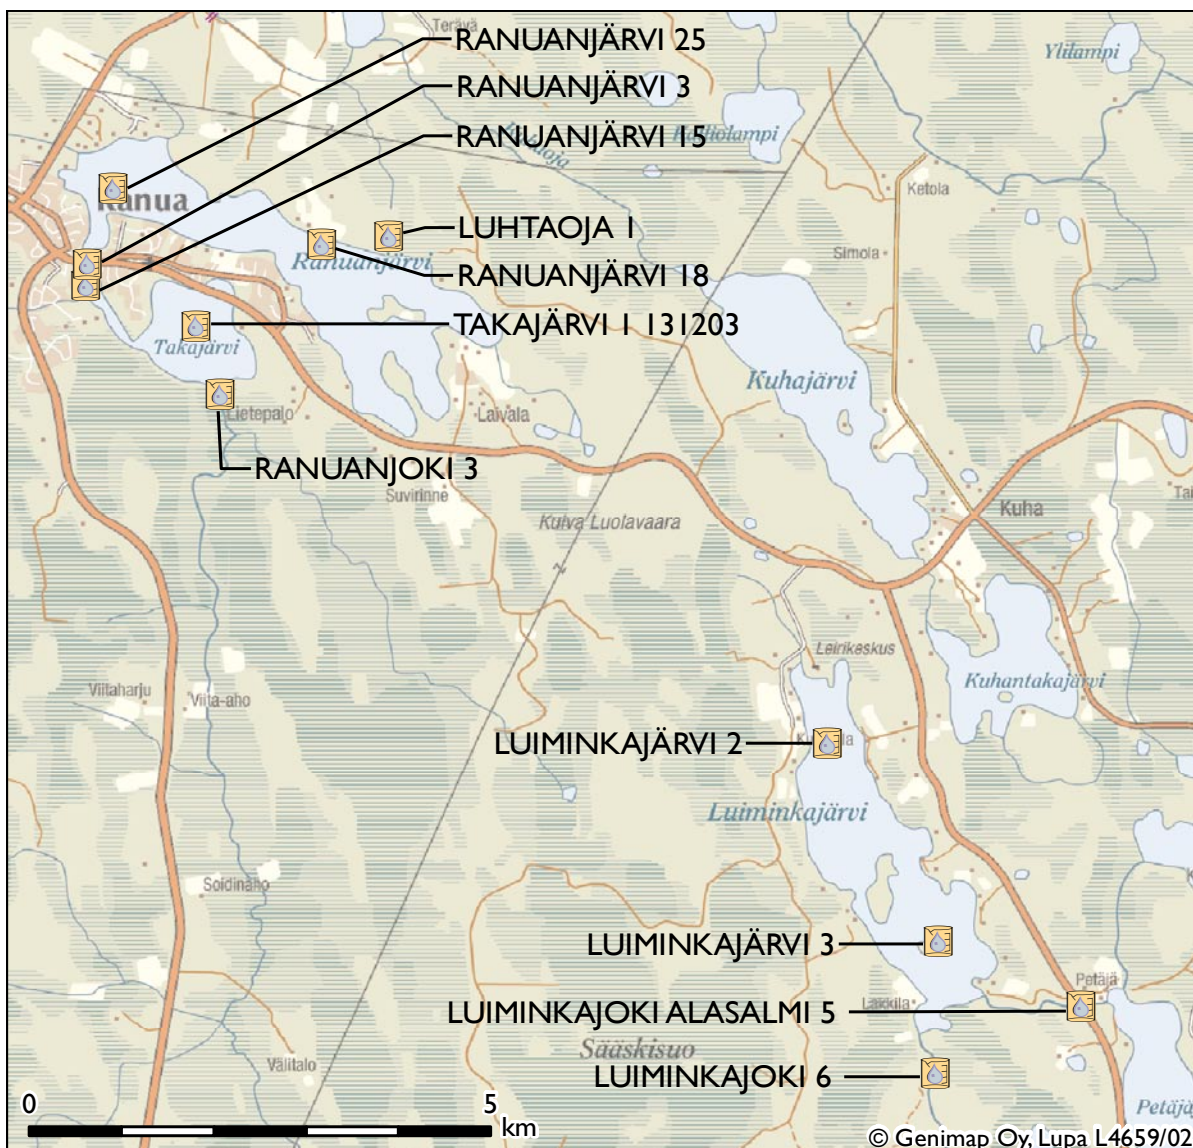 Terävä
RANUANJÄRVI 25
Ylilampi
RANUANJÄRVI 3
RANUANJÄRVI 15
Kalliolampi
Ketola
Ranua
LUHTAOJA 1
Simola
Ranuanjärvi
RANUANJÄRVI 18
TAKAJÄRVI 1 131203
Takajärvi
Kuhajärvi
Lietepalo
Laivala
RANUANJOKI 3
Suvirinne
Kuiva Luolavaara
Kuha
Leirikeskus
Kuhantakajärvi
Viitaharju
Viita-aho
LUIMINKAJÄRVI 2
Luiminkajärvi
Soidinaho
LUIMINKAJÄRVI 3
Petäjä
LUIMINKAJOKI ALASALMI 5
Sääskisuo
Välitalo
LUIMINKAJOKI 6
0
5
km
Petäjä
© Genimap Oy, Lupa L4659/02